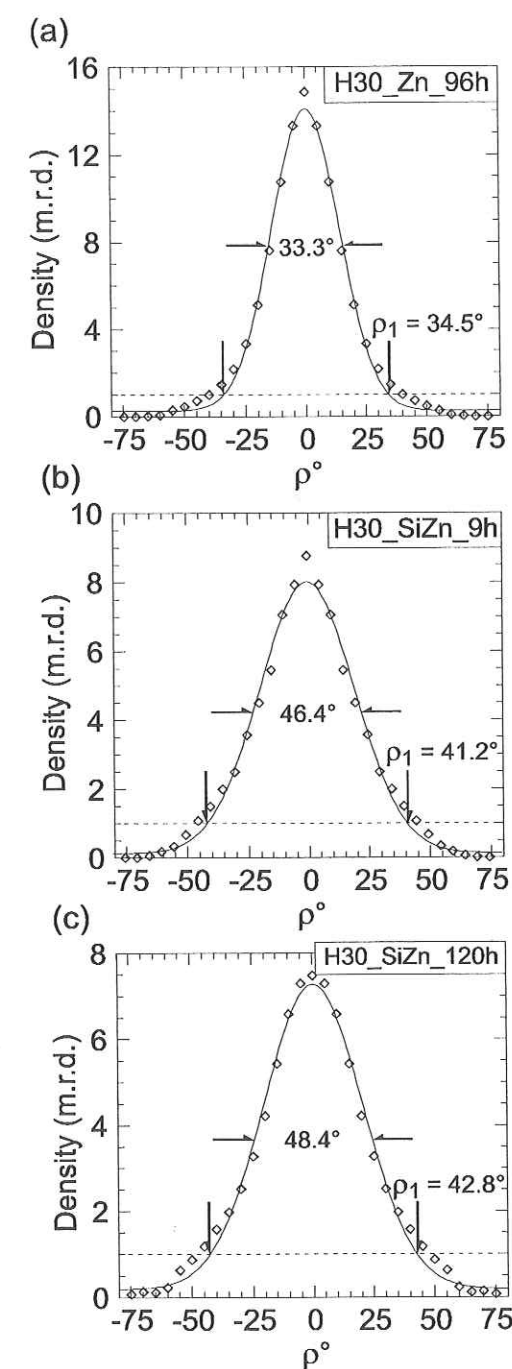 (a)
H30_Zn_96h
16
12
8
4
0
Density (m.r.d.)
33.3°
ρ1 = 34.5°
-75 -50 -25 0 25 50 75
ρ°
(b)
H30_SiZn_9h
10
8
6
4
2
0
Density (m.r.d.)
46.4°
ρ1 = 41.2°
-75 -50 -25 0 25 50 75
ρ°
(c)
H30_SiZn_120h
8
6
4
2
0
Density (m.r.d.)
48.4°
ρ1 = 42.8°
-75 -50 -25 0 25 50 75
ρ°